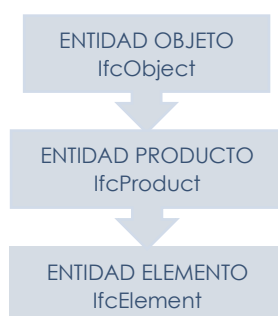 ENTIDAD OBJETO
IfcObject
ENTIDAD PRODUCTO
IfcProduct
ENTIDAD ELEMENTO
IfcElement